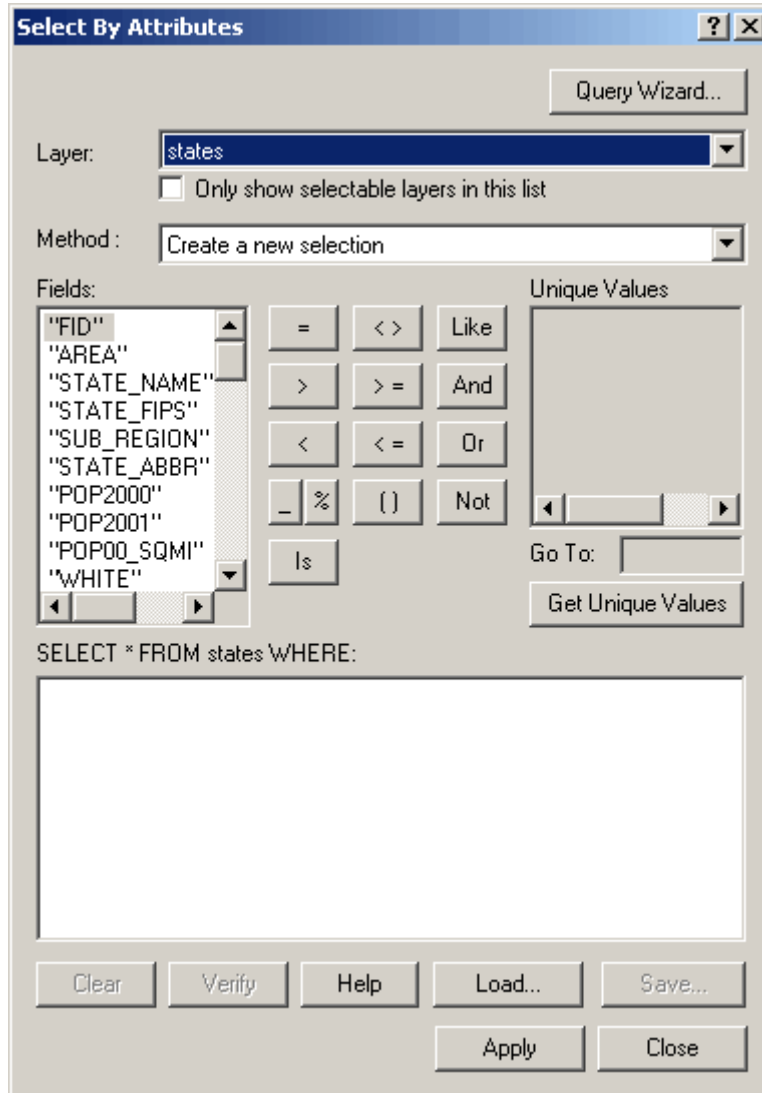 Select By Attributes
Query Wizard...
Layer: states
Only show selectable layers in this list
Method : Create a new selection
Fields: Unique Values
"FID" = < > Like
"AREA"
"STATE_NAME" > > = And
"STATE_FIPS"
"SUB_REGION" < < = Or
"STATE_ABBR"
"POP2000" _ % ( ) Not
"POP2001"
"POP00_SQMI" Is Go To:
"WHITE"
Get Unique Values
SELECT * FROM states WHERE:
Clear Verify Help Load... Save...
Apply Close